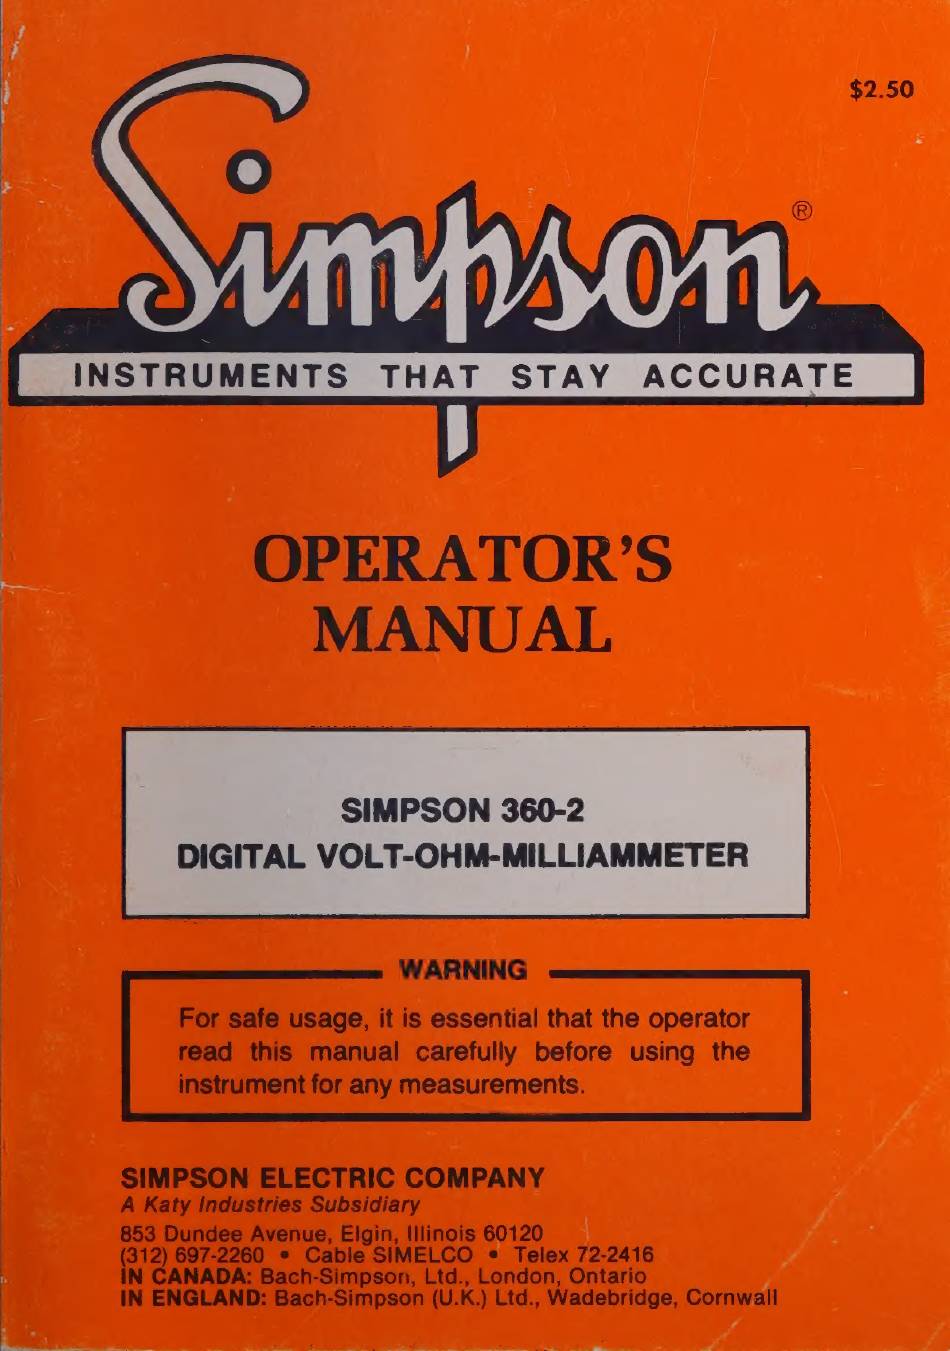 $2.50
Simpson®
INSTRUMENTS THAT STAY ACCURATE
OPERATOR'S
MANUAL
SIMPSON 360-2
DIGITAL VOLT-OHM-MILLIAMMETER
WARNING
For safe usage, it is essential that the operator
read this manual carefully before using the
instrument for any measurements.
SIMPSON ELECTRIC COMPANY
A Katy Industries Subsidiary
853 Dundee Avenue, Elgin, Illinois 60120
(312) 697-2260 • Cable SIMELCO • Telex 72-2416
IN CANADA: Bach-Simpson, Ltd., London, Ontario
IN ENGLAND: Bach-Simpson (U.K.) Ltd., Wadebridge, Cornwall